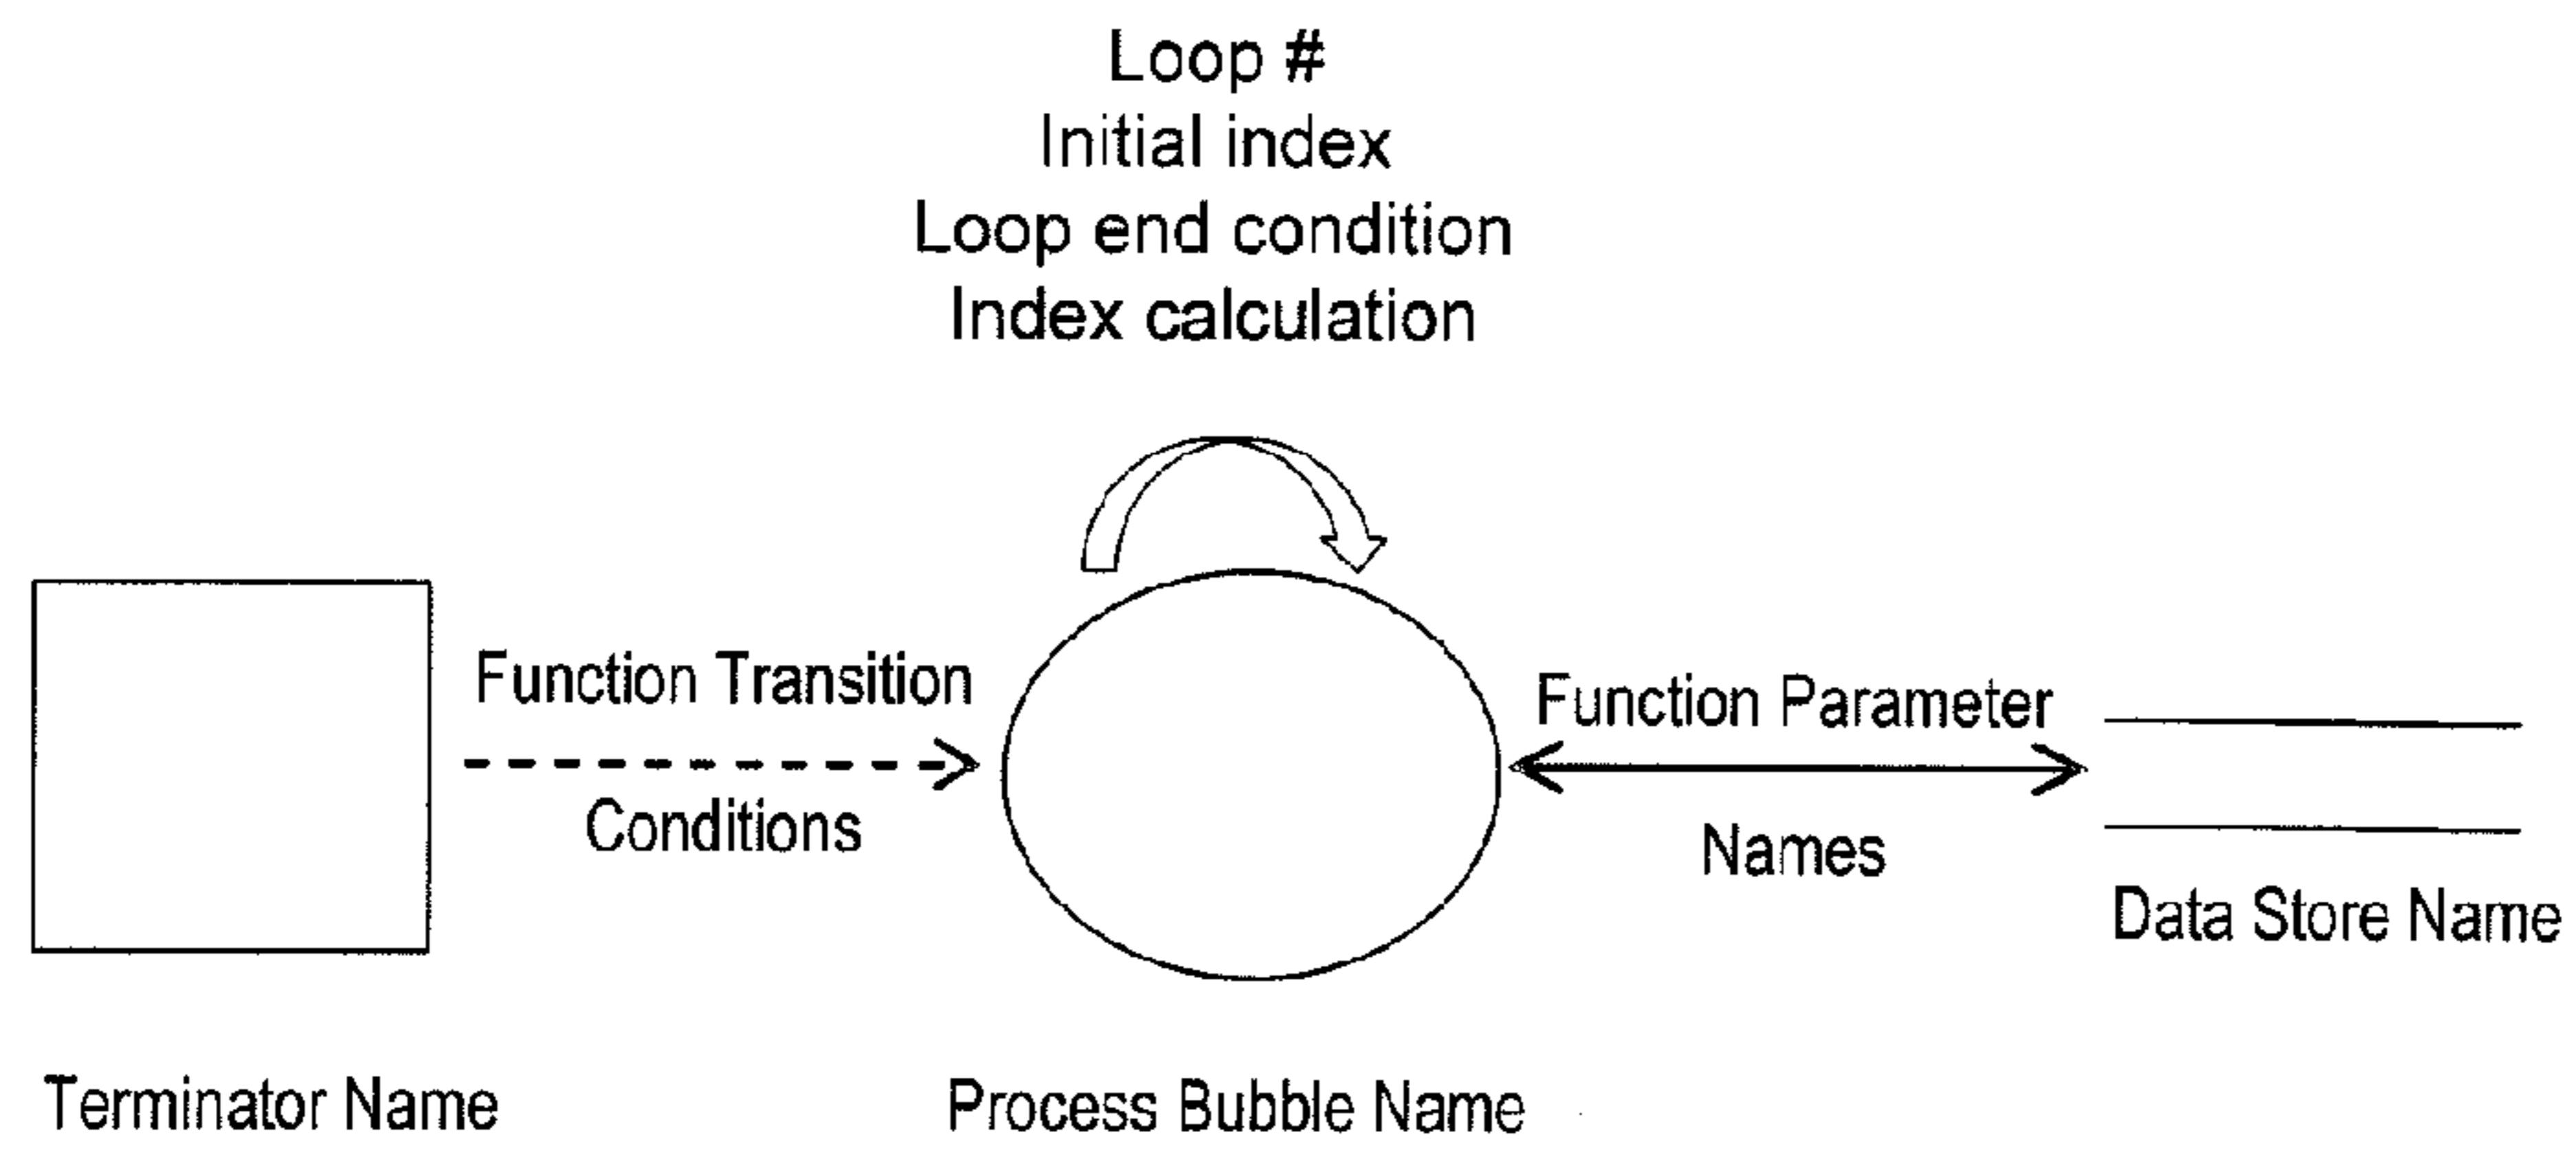 Loop #
Initial index
Loop end condition
Index calculation
Function Transition
Conditions
Function Parameter
Names
Data Store Name
Terminator Name
Process Bubble Name